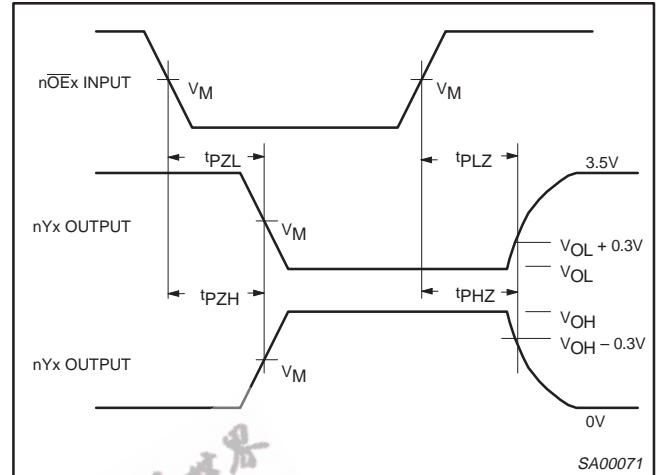 nOEx INPUT
VM
VM
tPZL
tPLZ
3.5V
nYx OUTPUT
VM
VOL + 0.3V
VOL
tPZH
tPHZ
VOH
VOH – 0.3V
nYx OUTPUT
VM
0V
SA00071